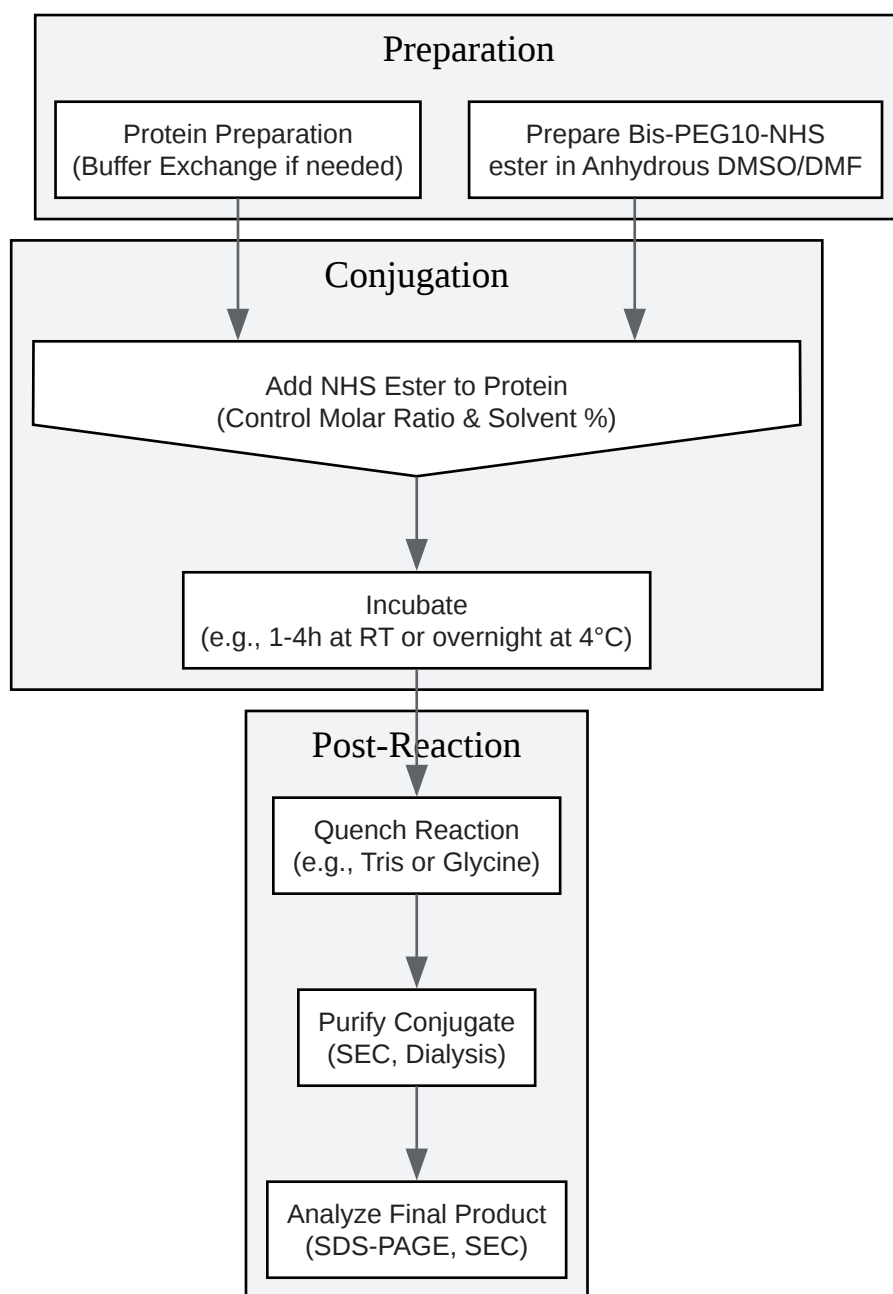 Preparation
Protein Preparation
(Buffer Exchange if needed)
Prepare Bis-PEG10-NHS
ester in Anhydrous DMSO/DMF
Conjugation
Add NHS Ester to Protein
(Control Molar Ratio & Solvent %)
Incubate
(e.g., 1-4h at RT or overnight at 4°C)
Post-Reaction
Quench Reaction
(e.g., Tris or Glycine)
Purify Conjugate
(SEC, Dialysis)
Analyze Final Product
(SDS-PAGE, SEC)